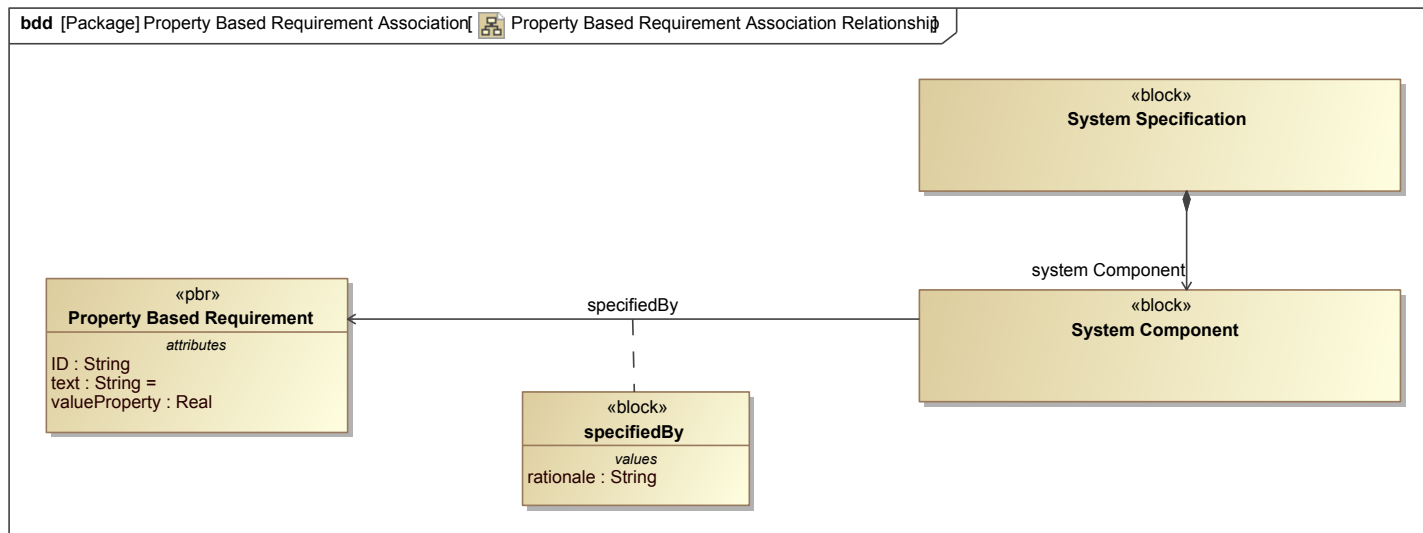 bdd [Package] Property Based Requirement Association[ Property Based Requirement Association Relationship]
«block»
System Specification
system Component
«block»
System Component
specifiedBy
«pbr»
Property Based Requirement
attributes
ID : String
text : String =
valueProperty : Real
«block»
specifiedBy
values
rationale : String